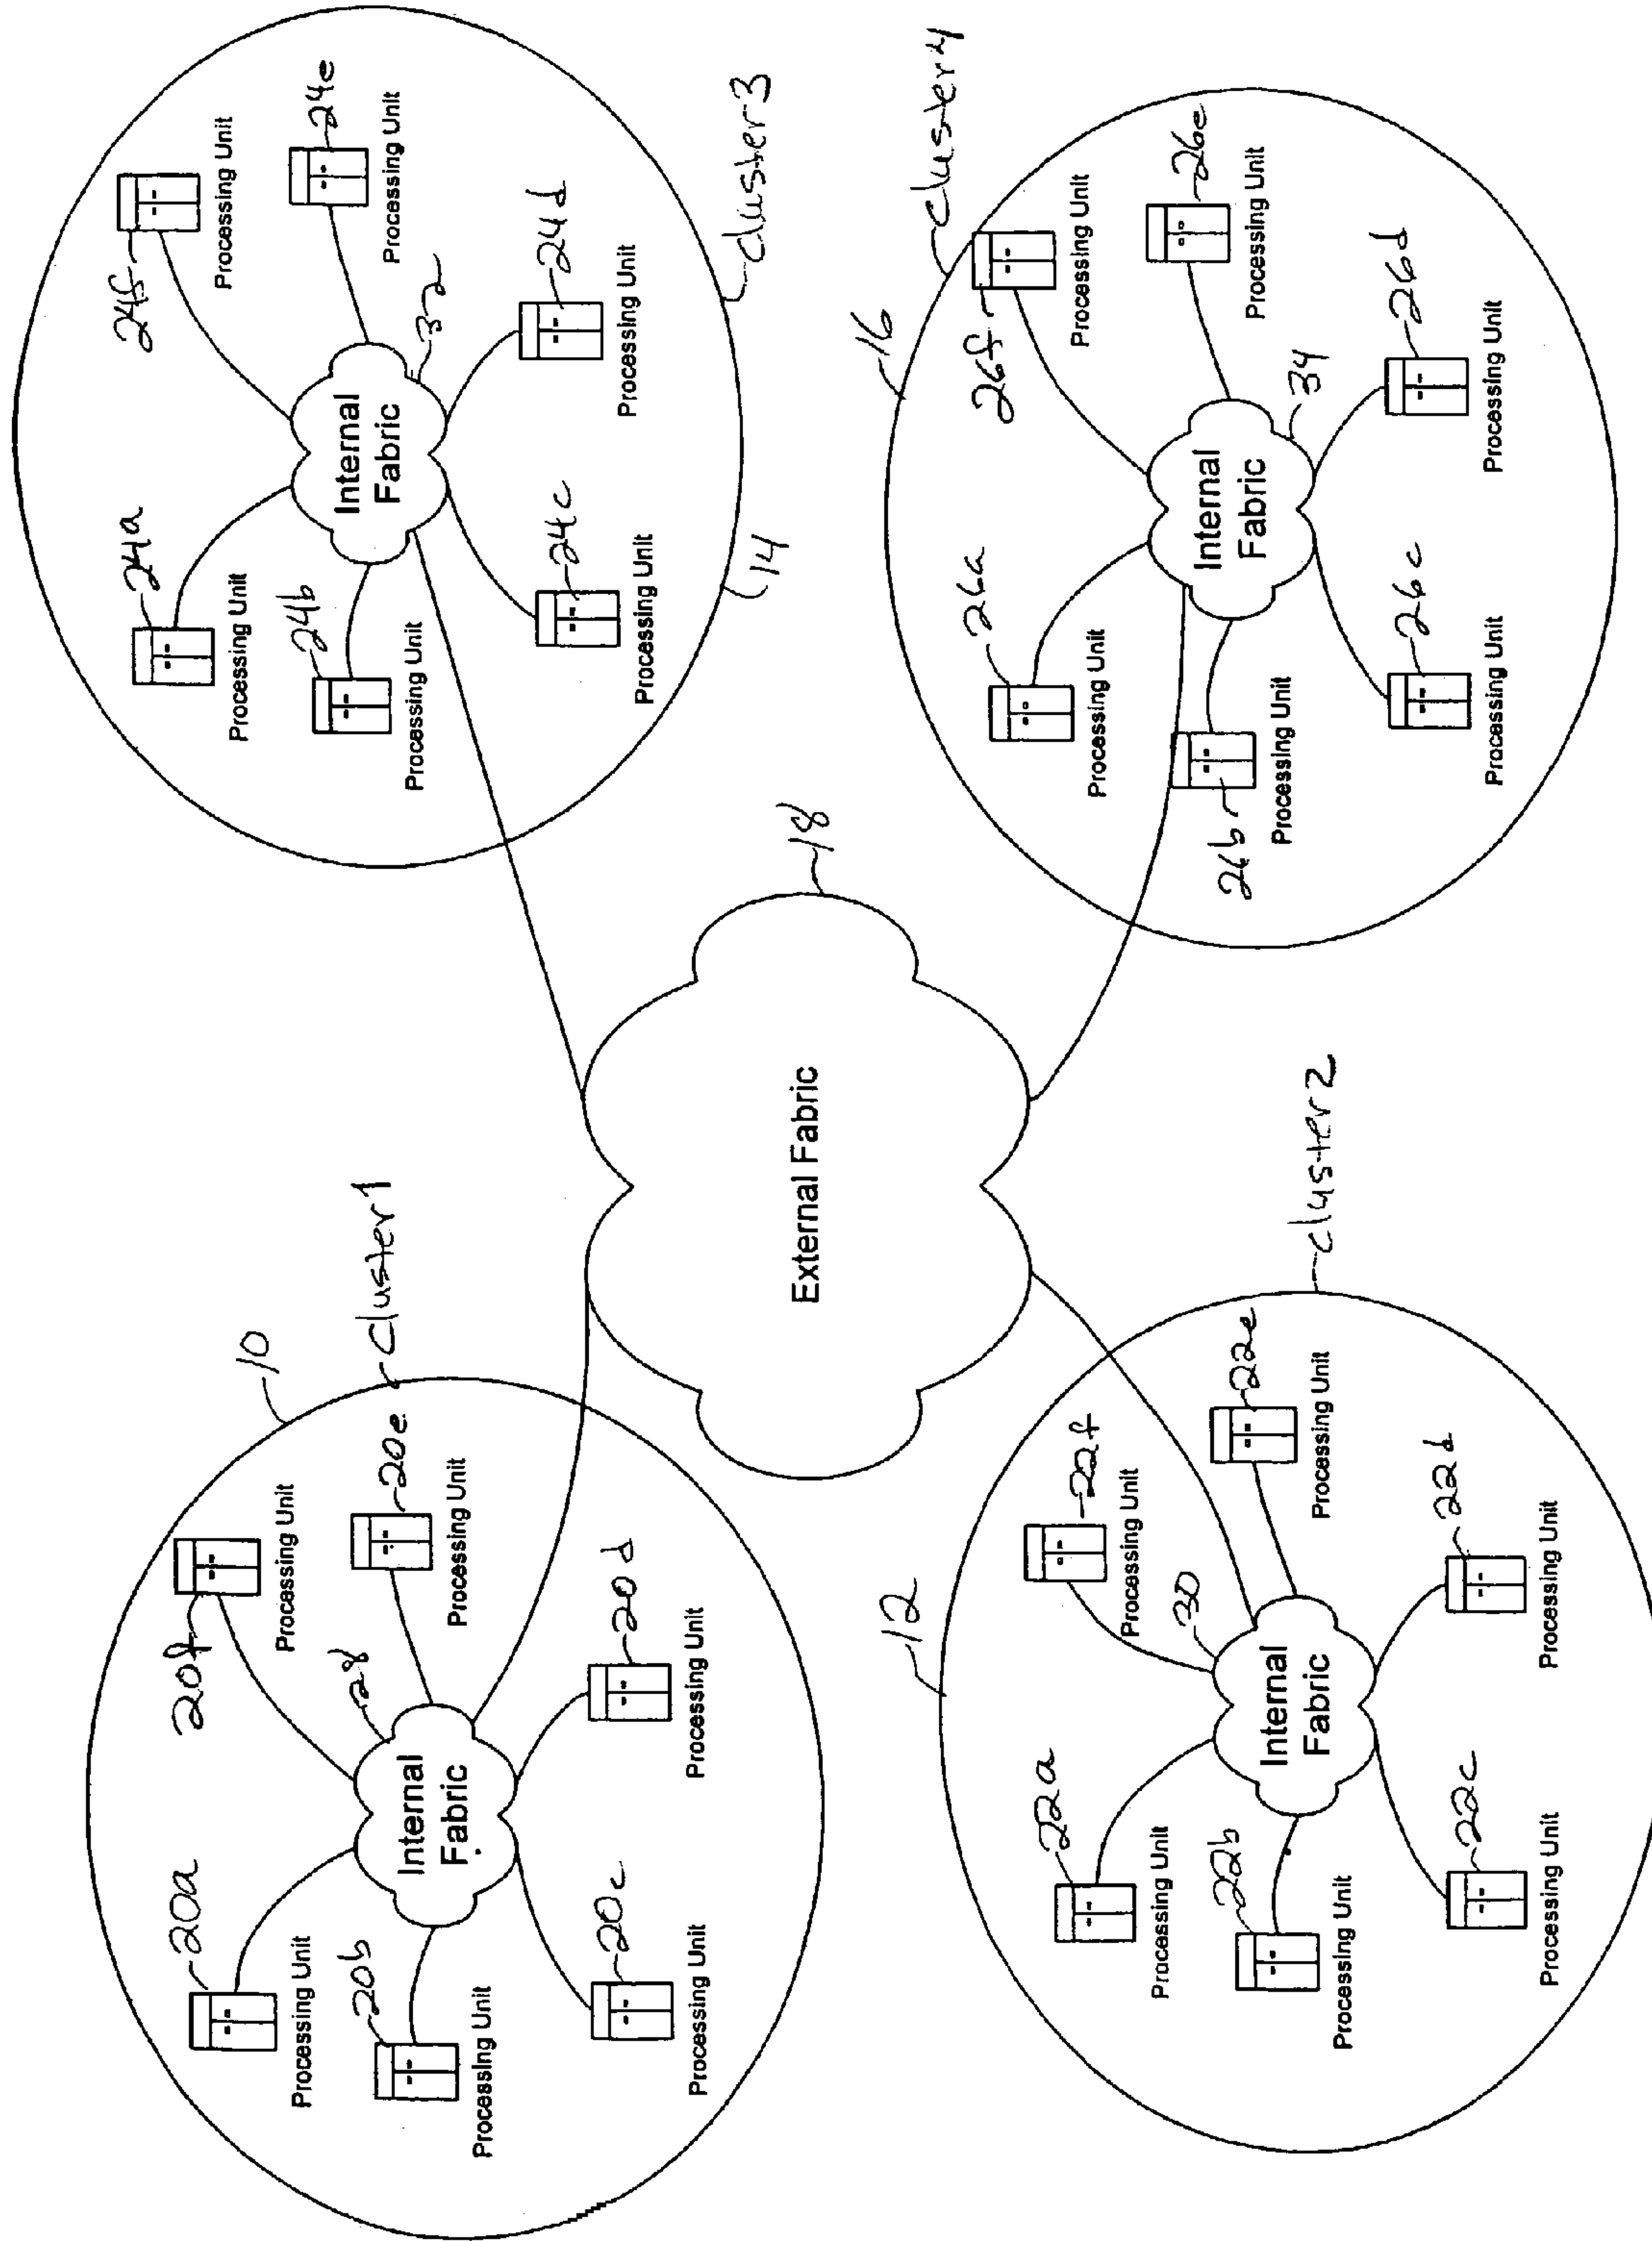 10
cluster1
20a
Processing Unit
20f
Processing Unit
20b
Processing Unit
28
20e
Processing Unit
Internal
Fabric
20c
Processing Unit
20d
Processing Unit
24a
Processing Unit
24f
Processing Unit
24b
Processing Unit
24e
Processing Unit
Internal
Fabric
32
24c
Processing Unit
24d
Processing Unit
14
cluster3
External Fabric
18
12
22a
Processing Unit
22f
Processing Unit
30
22b
Processing Unit
22e
Processing Unit
Internal
Fabric
22c
Processing Unit
22d
Processing Unit
cluster2
16
cluster4
26a
Processing Unit
26f
Processing Unit
26b
Processing Unit
26e
Processing Unit
Internal
Fabric
34
26c
Processing Unit
26d
Processing Unit